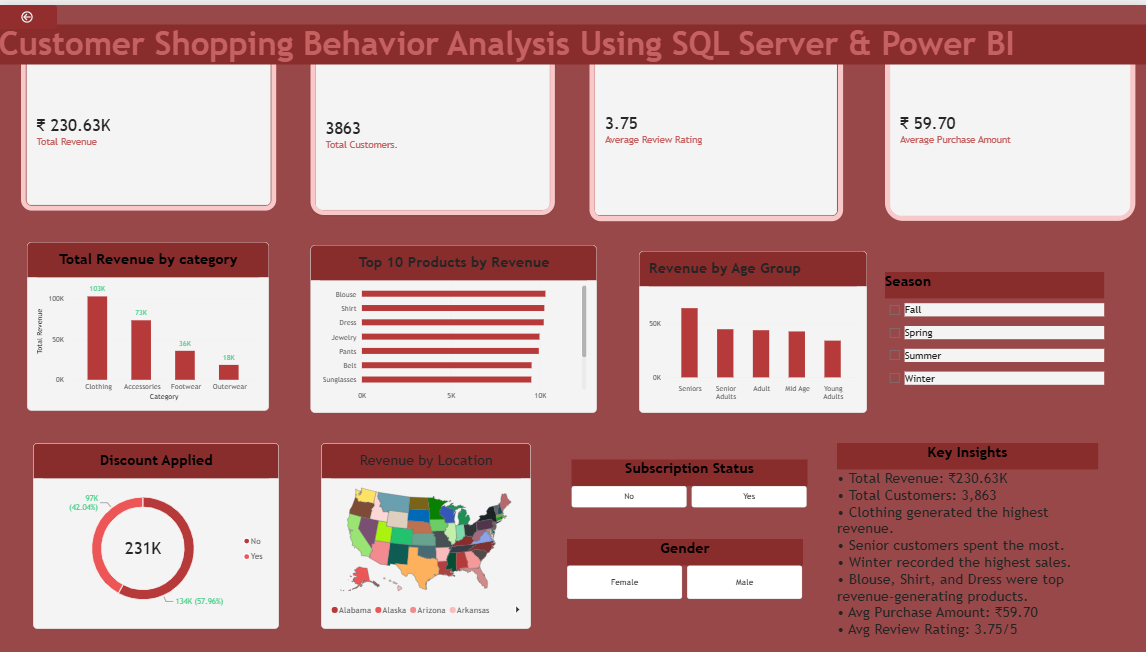 Customer Shopping Behavior Analysis Using SQL Server & Power BI
₹ 230.63K
Total Revenue
3863
Total Customers.
3.75
Average Review Rating
₹ 59.70
Average Purchase Amount
Total Revenue by category
Total Revenue
100K
50K
0K
103K
73K
36K
18K
Clothing
Accessories
Footwear
Outerwear
Category
Top 10 Products by Revenue
Blouse
Shirt
Dress
Jewelry
Pants
Belt
Sunglasses
0K
5K
10K
Revenue by Age Group
50K
0K
Seniors
Senior
Adults
Adult
Mid Age
Young
Adults
Season
Fall
Spring
Summer
Winter
Discount Applied
97K
(42.04%)
231K
134K (57.96%)
No
Yes
Revenue by Location
Alabama
Alaska
Arizona
Arkansas
Subscription Status
No
Yes
Gender
Female
Male
Key Insights
• Total Revenue: ₹230.63K
• Total Customers: 3,863
• Clothing generated the highest
revenue.
• Senior customers spent the most.
• Winter recorded the highest sales.
• Blouse, Shirt, and Dress were top
revenue-generating products.
• Avg Purchase Amount: ₹59.70
• Avg Review Rating: 3.75/5